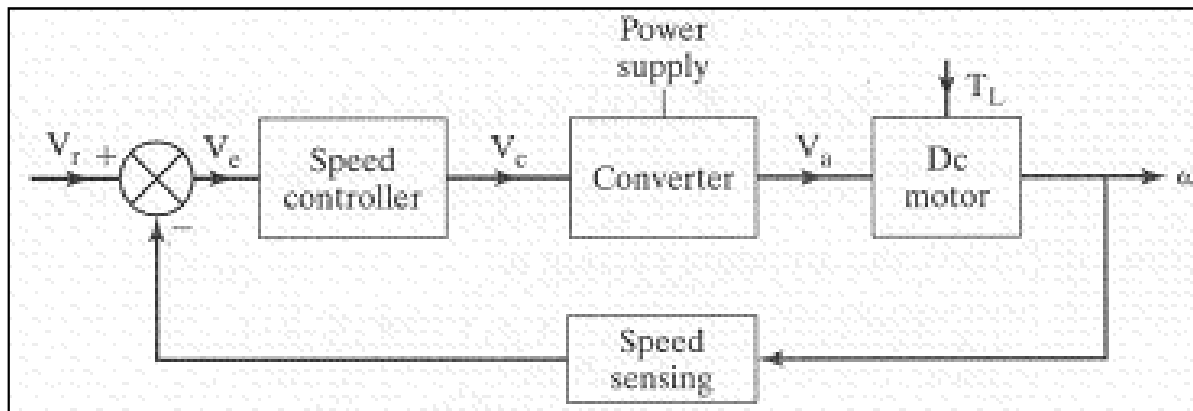 Power
supply
T_L
V_r
+
V_e
Speed
controller
V_c
Converter
V_a
Dc
motor
ω
−
Speed
sensing